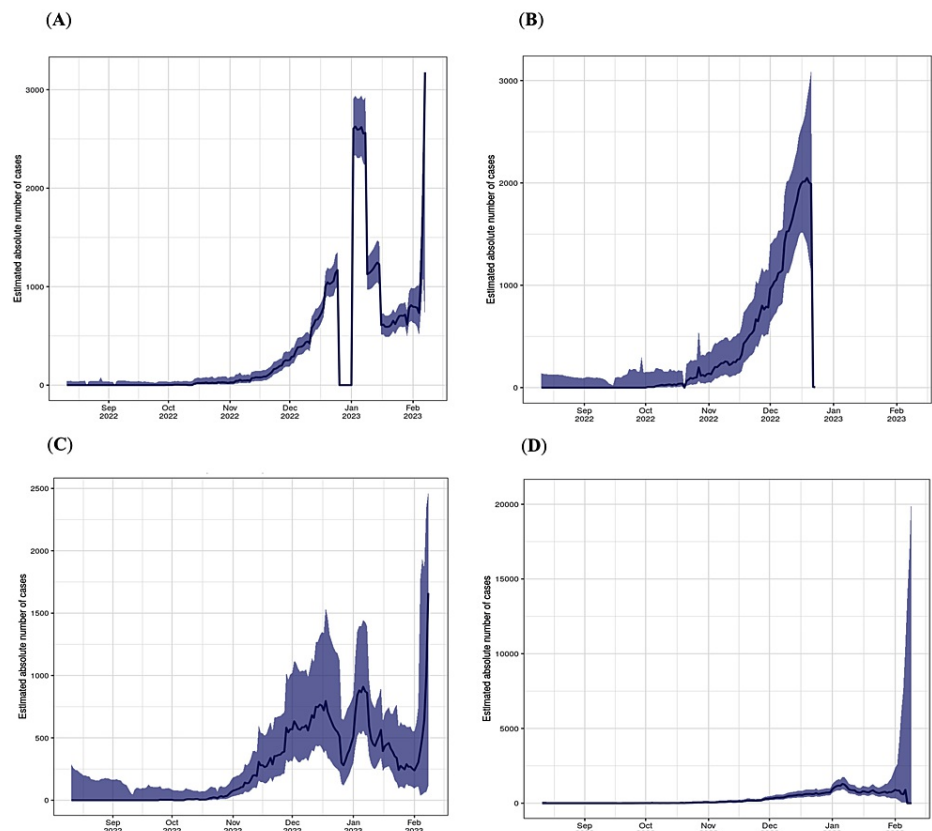 (A)
(B)
Estimated absolute number of cases
3000
2000
1000
0
Sep
2022
Oct
2022
Nov
2022
Dec
2022
Jan
2023
Feb
2023
Estimated absolute number of cases
3000
2000
1000
0
Sep
2022
Oct
2022
Nov
2022
Dec
2022
Jan
2023
Feb
2023
(C)
(D)
Estimated absolute number of cases
2500
2000
1500
1000
500
0
Sep
Oct
Nov
Dec
Jan
Feb
Estimated absolute number of cases
20000
15000
10000
5000
0
Sep
Oct
Nov
Dec
Jan
Feb